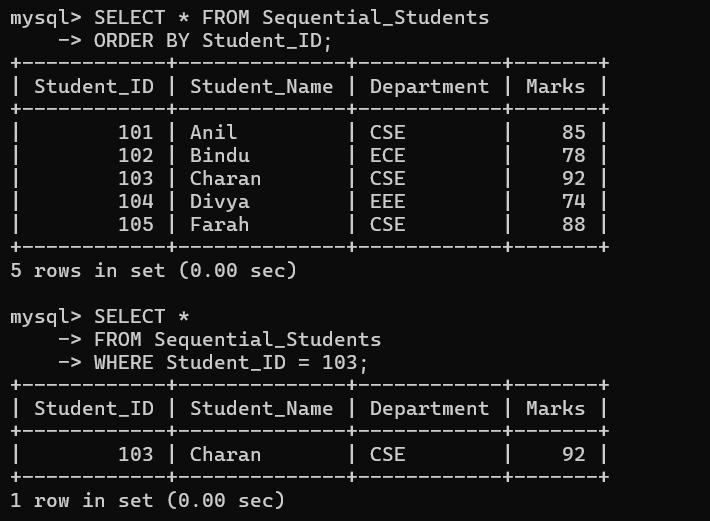 mysql> SELECT * FROM Sequential_Students
    -> ORDER BY Student_ID;
+------------+--------------+------------+-------+
| Student_ID | Student_Name | Department | Marks |
+------------+--------------+------------+-------+
|        101 | Anil         | CSE        |    85 |
|        102 | Bindu        | ECE        |    78 |
|        103 | Charan       | CSE        |    92 |
|        104 | Divya        | EEE        |    74 |
|        105 | Farah        | CSE        |    88 |
+------------+--------------+------------+-------+
5 rows in set (0.00 sec)

mysql> SELECT *
    -> FROM Sequential_Students
    -> WHERE Student_ID = 103;
+------------+--------------+------------+-------+
| Student_ID | Student_Name | Department | Marks |
+------------+--------------+------------+-------+
|        103 | Charan       | CSE        |    92 |
+------------+--------------+------------+-------+
1 row in set (0.00 sec)